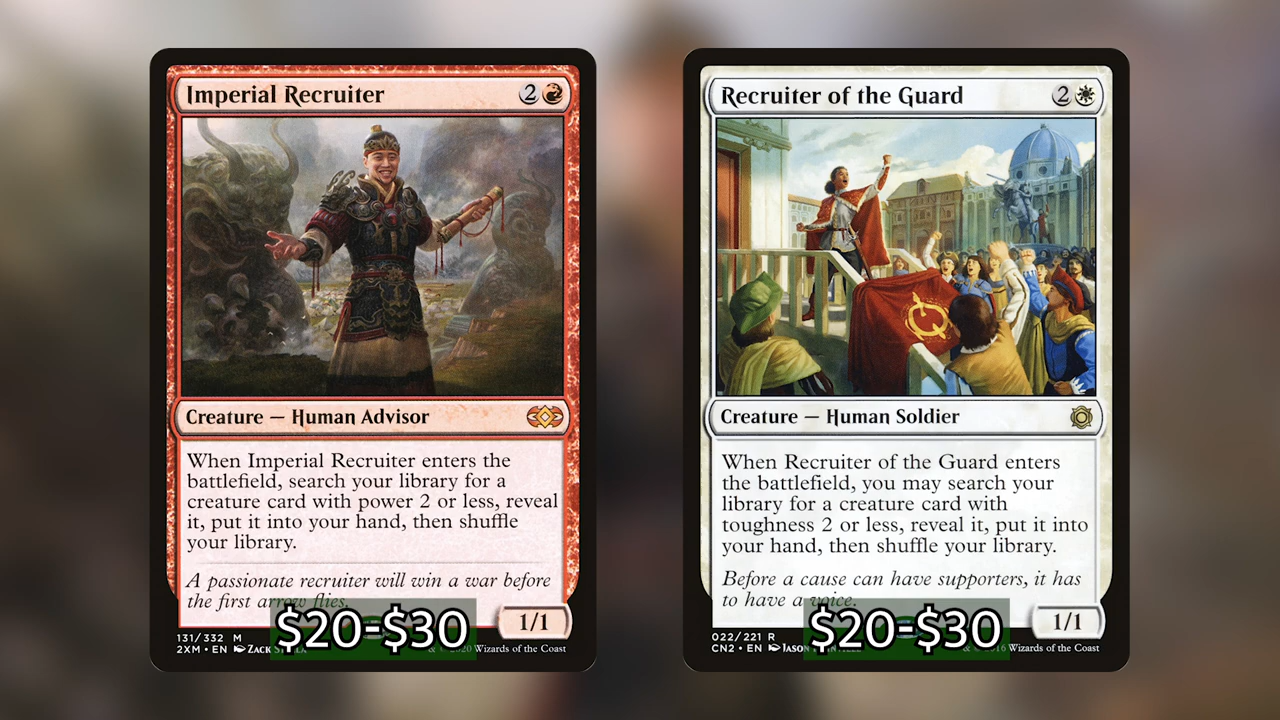 Imperial Recruiter 2
Creature — Human Advisor
When Imperial Recruiter enters the
battlefield, search your library for a
creature card with power 2 or less, reveal
it, put it into your hand, then shuffle
your library.
A passionate recruiter will win a war before
the first arrow flies.
$20-$30
1/1
131/332 M
2XM • EN Zack
& © 2020 Wizards of the Coast
Recruiter of the Guard 2
Creature — Human Soldier
When Recruiter of the Guard enters
the battlefield, you may search your
library for a creature card with
toughness 2 or less, reveal it, put it into
your hand, then shuffle your library.
Before a cause can have supporters, it has
to have a voice.
$20-$30
1/1
022/221 R
CN2 • EN Jason
& © 2016 Wizards of the Coast